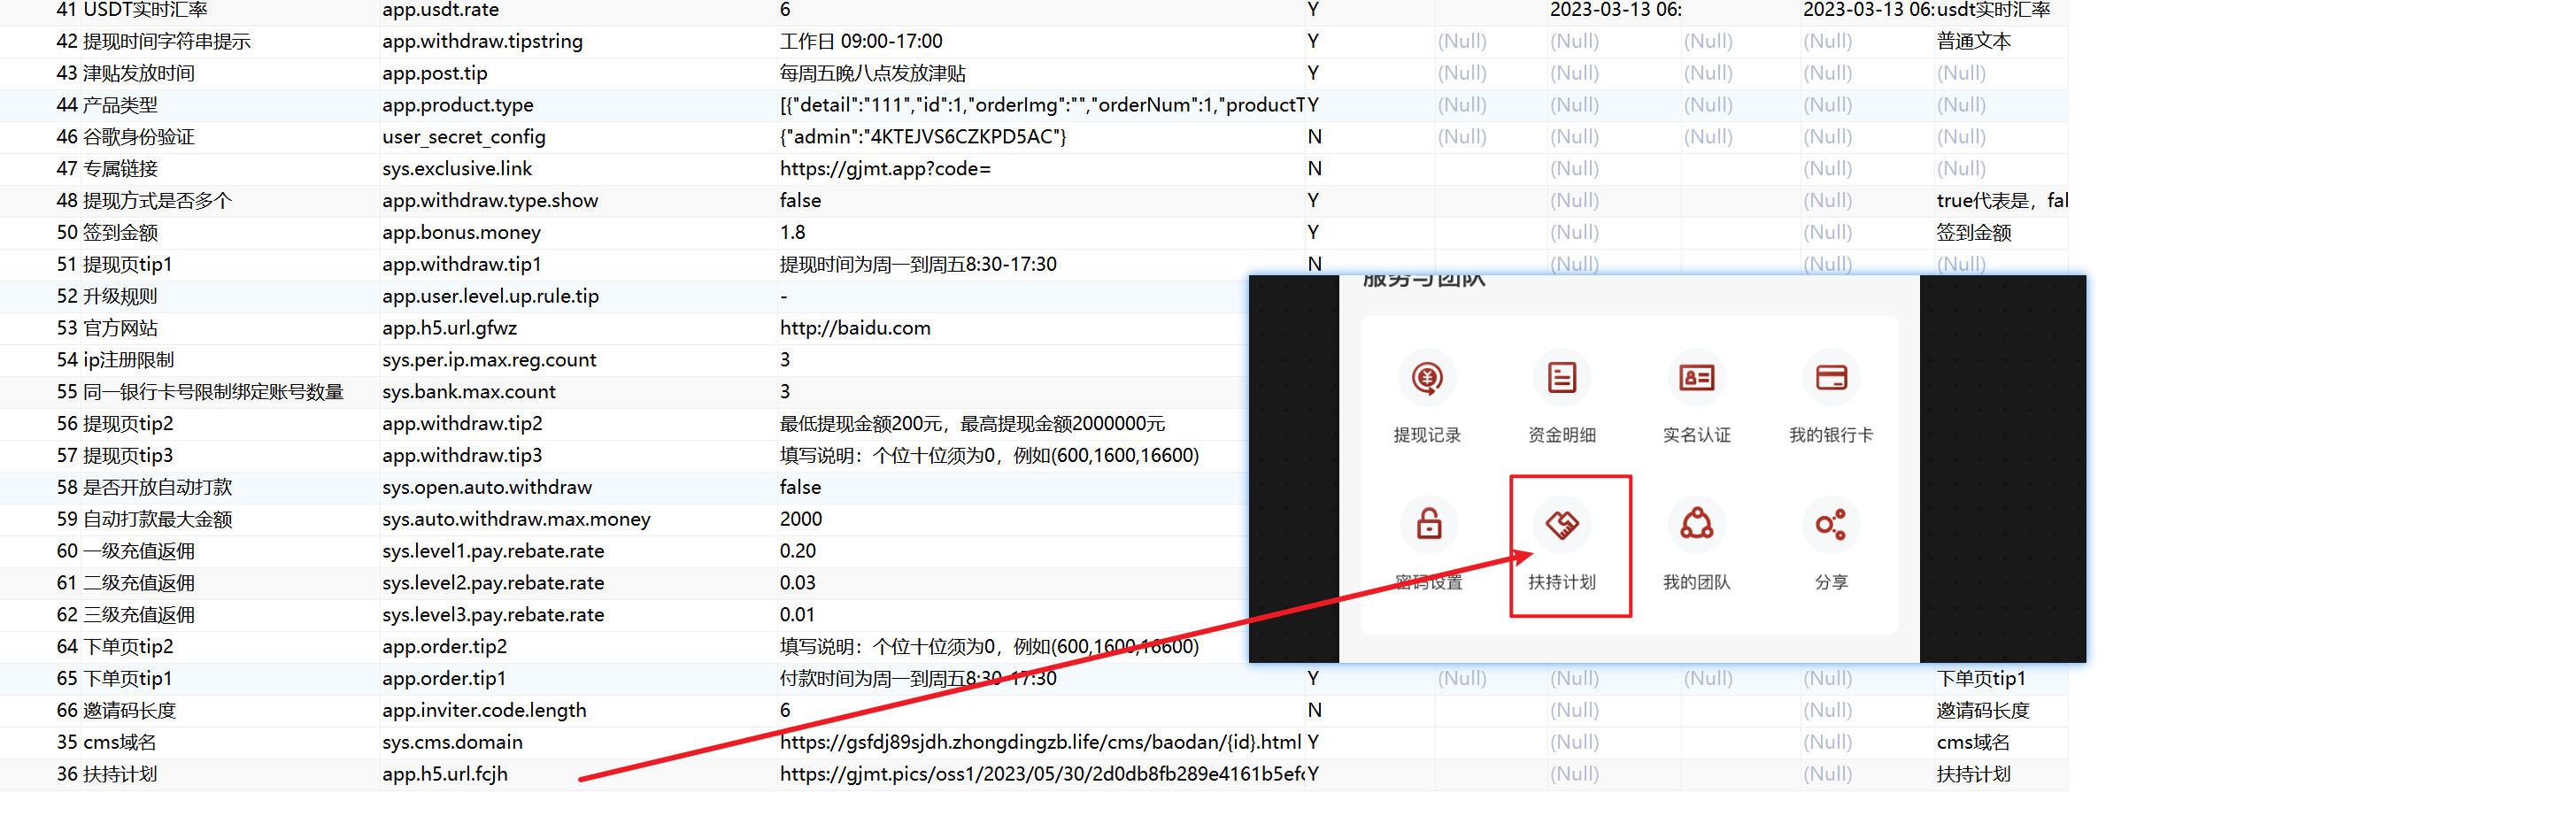 41 USDT实时汇率 app.usdt.rate 6 Y 2023-03-13 06: 2023-03-13 06: usdt实时汇率
42 提现时间字符串提示 app.withdraw.tipstring 工作日 09:00-17:00 Y (Null) (Null) (Null) (Null) 普通文本
43 津贴发放时间 app.post.tip 每周五晚八点发放津贴 Y (Null) (Null) (Null) (Null) (Null)
44 产品类型 app.product.type [{"detail":"111","id":1,"orderImg":"","orderNum":1,"productT Y (Null) (Null) (Null) (Null) (Null)
46 谷歌身份验证 user_secret_config {"admin":"4KTEJVS6CZKPD5AC"} N (Null) (Null) (Null) (Null) (Null)
47 专属链接 sys.exclusive.link https://gjmt.app?code= N (Null) (Null) (Null)
48 提现方式是否多个 app.withdraw.type.show false Y (Null) (Null) true代表是，fal
50 签到金额 app.bonus.money 1.8 Y (Null) (Null) 签到金额
51 提现页tip1 app.withdraw.tip1 提现时间为周一到周五8:30-17:30 N (Null) (Null) (Null)
52 升级规则 app.user.level.up.rule.tip -
53 官方网站 app.h5.url.gfwz http://baidu.com
54 ip注册限制 sys.per.ip.max.reg.count 3
55 同一银行卡号限制绑定账号数量 sys.bank.max.count 3
56 提现页tip2 app.withdraw.tip2 最低提现金额200元，最高提现金额2000000元
57 提现页tip3 app.withdraw.tip3 填写说明：个位十位须为0，例如(600,1600,16600)
58 是否开放自动打款 sys.open.auto.withdraw false
59 自动打款最大金额 sys.auto.withdraw.max.money 2000
60 一级充值返佣 sys.level1.pay.rebate.rate 0.20
61 二级充值返佣 sys.level2.pay.rebate.rate 0.03
62 三级充值返佣 sys.level3.pay.rebate.rate 0.01
64 下单页tip2 app.order.tip2 填写说明：个位十位须为0，例如(600,1600,16600)
65 下单页tip1 app.order.tip1 付款时间为周一到周五8:30-17:30 Y (Null) (Null) (Null) (Null) 下单页tip1
66 邀请码长度 app.inviter.code.length 6 N (Null) (Null) 邀请码长度
35 cms域名 sys.cms.domain https://gsfdj89sjdh.zhongdingzb.life/cms/baodan/{id}.html Y (Null) (Null) cms域名
36 扶持计划 app.h5.url.fcjh https://gjmt.pics/oss1/2023/05/30/2d0db8fb289e4161b5ef Y (Null) (Null) 扶持计划
服务与团队
提现记录 资金明细 实名认证 我的银行卡
密码设置 扶持计划 我的团队 分享